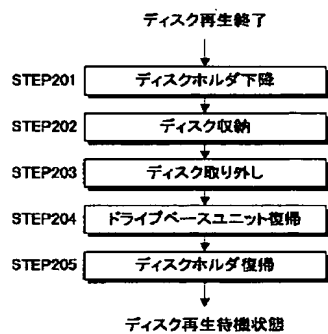 ディスク再生終了
STEP201 ディスクホルダ下降
STEP202 ディスク収納
STEP203 ディスク取り外し
STEP204 ドライブベースユニット復帰
STEP205 ディスクホルダ復帰
ディスク再生待機状態